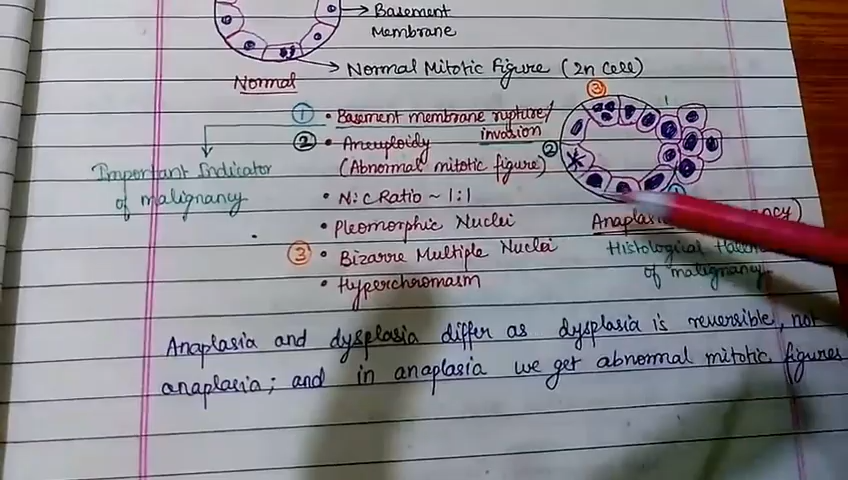 Basement
Membrane
Normal Mitotic Figure (2n Cell)
Normal
③
① • Basement membrane rupture/
invasion
② • Aneuploidy
(Abnormal mitotic figure)
②
Important Indicator
of malignancy
• N:C Ratio ~ 1:1
• Pleomorphic Nuclei
①
③ • Bizarre Multiple Nuclei
• Hyperchromasm
Histological
of malignancy
Anaplasia and dysplasia differ as dysplasia is reversible, not
anaplasia; and in anaplasia we get abnormal mitotic figures